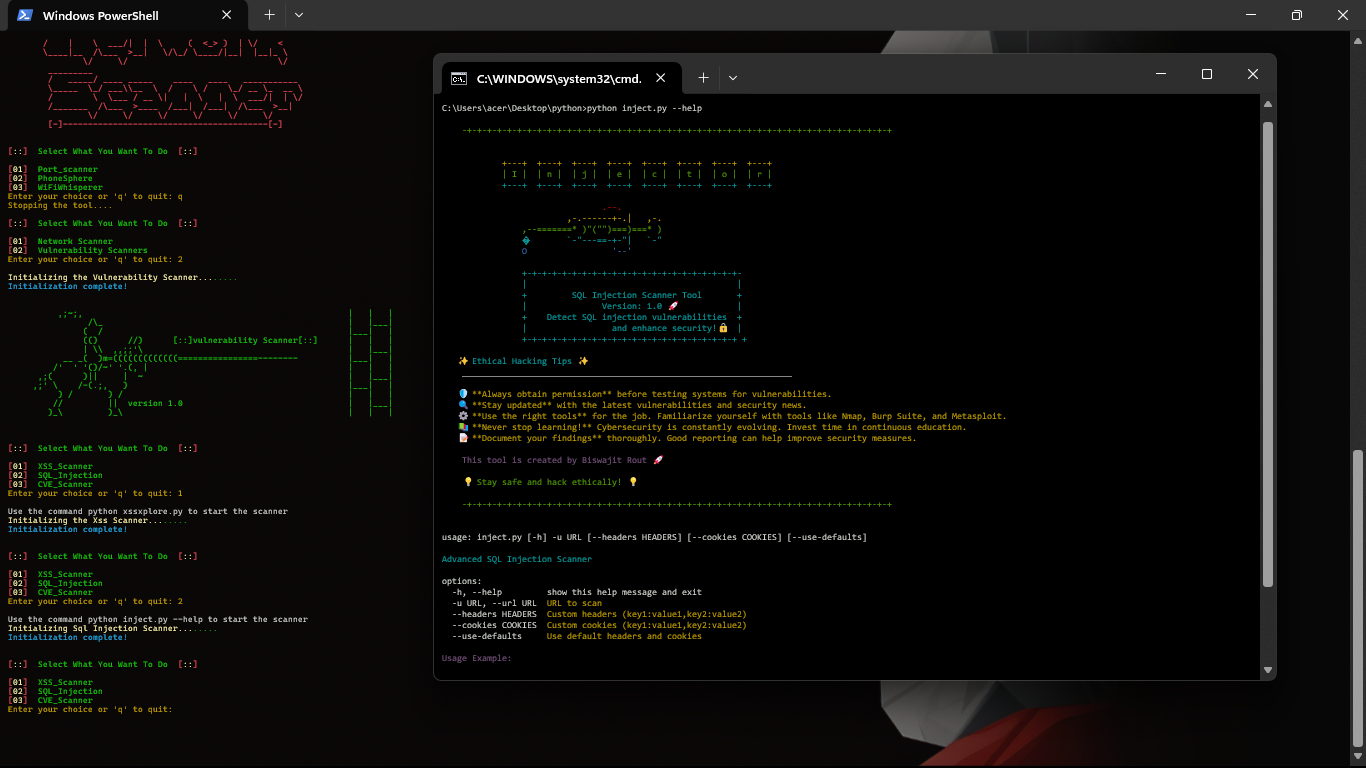 Windows PowerShell
[::] Select What You Want To Do [::]
[01] Port_scanner
[02] PhoneSphere
[03] WiFiWhisperer
Enter your choice or 'q' to quit: q
Stopping the tool....
[::] Select What You Want To Do [::]
[01] Network Scanner
[02] Vulnerability Scanners
Enter your choice or 'q' to quit: 2
Initializing the Vulnerability Scanner........
Initialization complete!
[::]vulnerability Scanner[::]
version 1.0
[::] Select What You Want To Do [::]
[01] XSS_Scanner
[02] SQL_Injection
[03] CVE_Scanner
Enter your choice or 'q' to quit: 1
Use the command python xssxplore.py to start the scanner
Initializing the Xss Scanner........
Initialization complete!
[::] Select What You Want To Do [::]
[01] XSS_Scanner
[02] SQL_Injection
[03] CVE_Scanner
Enter your choice or 'q' to quit: 2
Use the command python inject.py --help to start the scanner
Initializing Sql Injection Scanner........
Initialization complete!
[::] Select What You Want To Do [::]
[01] XSS_Scanner
[02] SQL_Injection
[03] CVE_Scanner
Enter your choice or 'q' to quit:
C:\WINDOWS\system32\cmd.
C:\Users\acer\Desktop\python>python inject.py --help
| I | | n | | j | | e | | c | | t | | o | | r |
SQL Injection Scanner Tool
Version: 1.0 🚀
Detect SQL injection vulnerabilities
and enhance security!🔒
✨ Ethical Hacking Tips ✨
🛡️ **Always obtain permission** before testing systems for vulnerabilities.
🔍 **Stay updated** with the latest vulnerabilities and security news.
⚙️ **Use the right tools** for the job. Familiarize yourself with tools like Nmap, Burp Suite, and Metasploit.
📚 **Never stop learning!** Cybersecurity is constantly evolving. Invest time in continuous education.
📝 **Document your findings** thoroughly. Good reporting can help improve security measures.
This tool is created by Biswajit Rout 🚀
💡 Stay safe and hack ethically! 💡
usage: inject.py [-h] -u URL [--headers HEADERS] [--cookies COOKIES] [--use-defaults]
Advanced SQL Injection Scanner
options:
-h, --help show this help message and exit
-u URL, --url URL URL to scan
--headers HEADERS Custom headers (key1:value1,key2:value2)
--cookies COOKIES Custom cookies (key1:value1,key2:value2)
--use-defaults Use default headers and cookies
Usage Example: